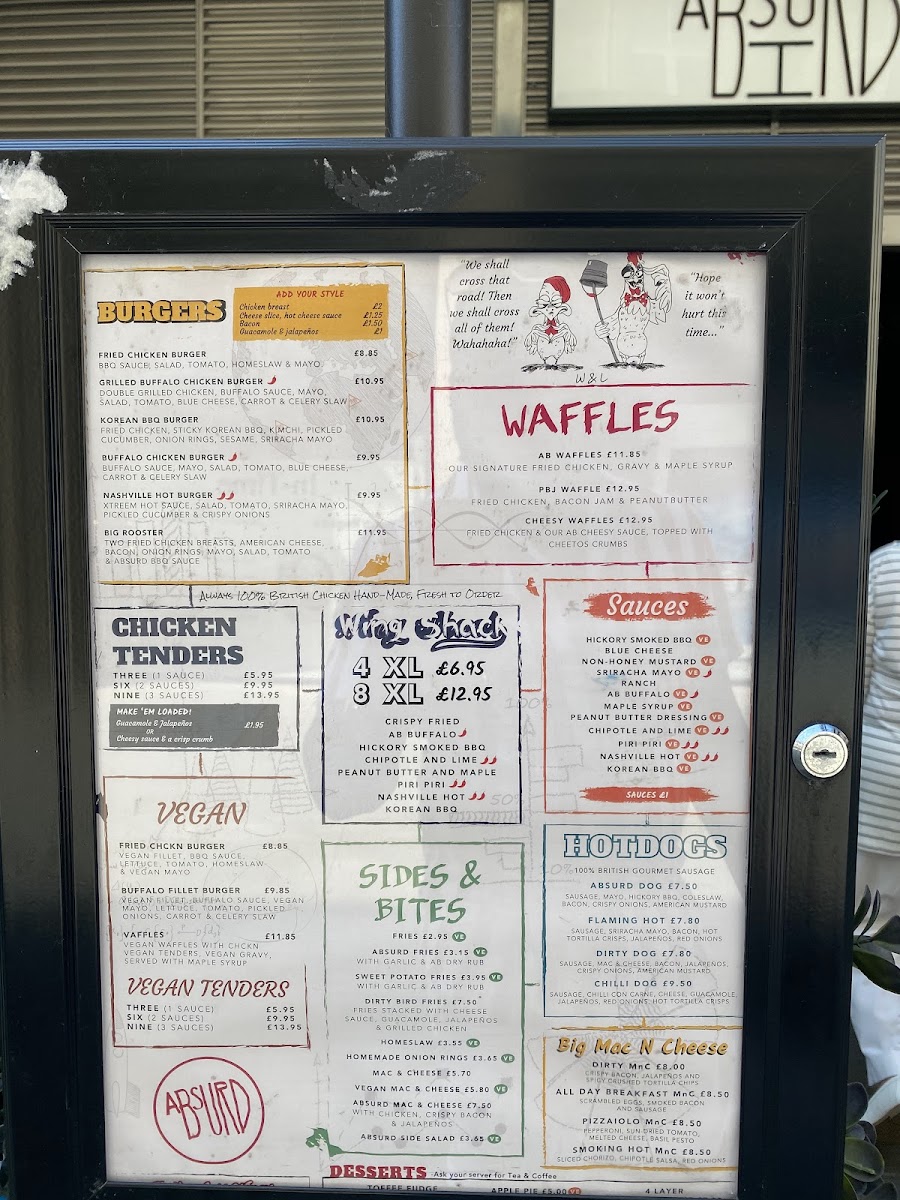 ABSURD
BIRD
BURGERS
ADD YOUR STYLE
Chicken breast £2
Cheese slice, hot cheese sauce £1.25
Bacon £1.50
Guacamole & jalapeños £1
FRIED CHICKEN BURGER £8.85
BBQ SAUCE, SALAD, TOMATO, HOMESLAW & MAYO
GRILLED BUFFALO CHICKEN BURGER £10.95
DOUBLE GRILLED CHICKEN, BUFFALO SAUCE, MAYO,
SALAD, TOMATO, BLUE CHEESE, CARROT & CELERY SLAW
KOREAN BBQ BURGER £10.95
FRIED CHICKEN, STICKY KOREAN BBQ, KIMCHI, PICKLED
CUCUMBER, ONION RINGS, SESAME, SRIRACHA MAYO
BUFFALO CHICKEN BURGER £9.95
BUFFALO SAUCE, MAYO, SALAD, TOMATO, BLUE CHEESE,
CARROT & CELERY SLAW
NASHVILLE HOT BURGER £9.95
XTREEM HOT SAUCE, SALAD, TOMATO, SRIRACHA MAYO,
PICKLED CUCUMBER & CRISPY ONIONS
BIG ROOSTER £11.95
TWO FRIED CHICKEN BREASTS, AMERICAN CHEESE,
BACON, ONION RINGS, MAYO, SALAD, TOMATO
& ABSURD BBQ SAUCE
"We shall
cross that
road! Then
we shall cross
all of them!
Wahahaha!"
"Hope
it won't
hurt this
time..."
W & L
WAFFLES
AB WAFFLES £11.85
OUR SIGNATURE FRIED CHICKEN, GRAVY & MAPLE SYRUP
PBJ WAFFLE £12.95
FRIED CHICKEN, BACON JAM & PEANUTBUTTER
CHEESY WAFFLES £12.95
FRIED CHICKEN & OUR AB CHEESY SAUCE, TOPPED WITH
CHEETOS CRUMBS
ALWAYS 100% BRITISH CHICKEN HAND-MADE, FRESH TO ORDER
CHICKEN
TENDERS
THREE (1 SAUCE) £5.95
SIX (2 SAUCES) £9.95
NINE (3 SAUCES) £13.95
MAKE 'EM LOADED!
Guacamole & Jalapeños £1.95
OR
Cheesy sauce & a crisp crumb
Wing Shack
4 XL £6.95
8 XL £12.95
CRISPY FRIED
AB BUFFALO
HICKORY SMOKED BBQ
CHIPOTLE AND LIME
PEANUT BUTTER AND MAPLE
PIRI PIRI
NASHVILLE HOT
KOREAN BBQ
Sauces
HICKORY SMOKED BBQ VE
BLUE CHEESE
NON-HONEY MUSTARD VE
SRIRACHA MAYO VE
RANCH
AB BUFFALO VE
MAPLE SYRUP VE
PEANUT BUTTER DRESSING VE
CHIPOTLE AND LIME VE
PIRI PIRI VE
NASHVILLE HOT VE
KOREAN BBQ VE
SAUCES £1
VEGAN
FRIED CHCKN BURGER £8.85
VEGAN FILLET, BBQ SAUCE,
LETTUCE, TOMATO, HOMESLAW
& VEGAN MAYO
BUFFALO FILLET BURGER £9.85
VEGAN FILLET, BUFFALO SAUCE, VEGAN
MAYO, LETTUCE, TOMATO, PICKLED
ONIONS, CARROT & CELERY SLAW
VAFFLES £11.85
VEGAN WAFFLES WITH CHCKN
VEGAN TENDERS, VEGAN GRAVY,
SERVED WITH MAPLE SYRUP
VEGAN TENDERS
THREE (1 SAUCE) £5.95
SIX (2 SAUCES) £9.95
NINE (3 SAUCES) £13.95
ABSURD
SIDES &
BITES
FRIES £2.95 VE
ABSURD FRIES £3.15 VE
WITH GARLIC & AB DRY RUB
SWEET POTATO FRIES £3.95 VE
WITH GARLIC & AB DRY RUB
DIRTY BIRD FRIES £7.50
FRIES STACKED WITH CHEESE
SAUCE, GUACAMOLE, JALAPEÑOS
& GRILLED CHICKEN
HOMESLAW £3.55 VE
HOMEMADE ONION RINGS £3.65 VE
MAC & CHEESE £5.70
VEGAN MAC & CHEESE £5.80 VE
ABSURD MAC & CHEESE £7.50
WITH CHICKEN, CRISPY BACON
& JALAPEÑOS
ABSURD SIDE SALAD £3.65 VE
HOTDOGS
100% BRITISH GOURMET SAUSAGE
ABSURD DOG £7.50
SAUSAGE, MAYO, HICKORY BBQ, COLESLAW,
BACON, CRISPY ONIONS, AMERICAN MUSTARD
FLAMING HOT £7.80
SAUSAGE, SRIRACHA MAYO, BACON, HOT
TORTILLA CRISPS, JALAPEÑOS, RED ONIONS
DIRTY DOG £7.80
SAUSAGE, MAC & CHEESE, BACON, JALAPENOS,
CRISPY ONIONS, AMERICAN MUSTARD
CHILLI DOG £9.50
SAUSAGE, CHILLI CON CARNE, CHEESE, GUACAMOLE,
JALAPEÑOS, RED ONIONS, HOT TORTILLA CRISPS
Big Mac N Cheese
DIRTY MnC £8.00
CRISPY BACON, JALAPEÑOS AND
SPICY CRUSHED TORTILLA CHIPS
ALL DAY BREAKFAST MnC £8.50
SCRAMBLED EGGS, SMOKED BACON
AND SAUSAGE
PIZZAIOLO MnC £8.50
PEPPERONI, SUN-DRIED TOMATO,
MELTED CHEESE, BASIL PESTO
SMOKING HOT MnC £8.50
SLICED CHORIZO, CHIPOTLE SALSA, RED ONIONS
DESSERTS Ask your server for Tea & Coffee
TOFFEE FUDGE APPLE PIE £5.00 VE 4 LAYER